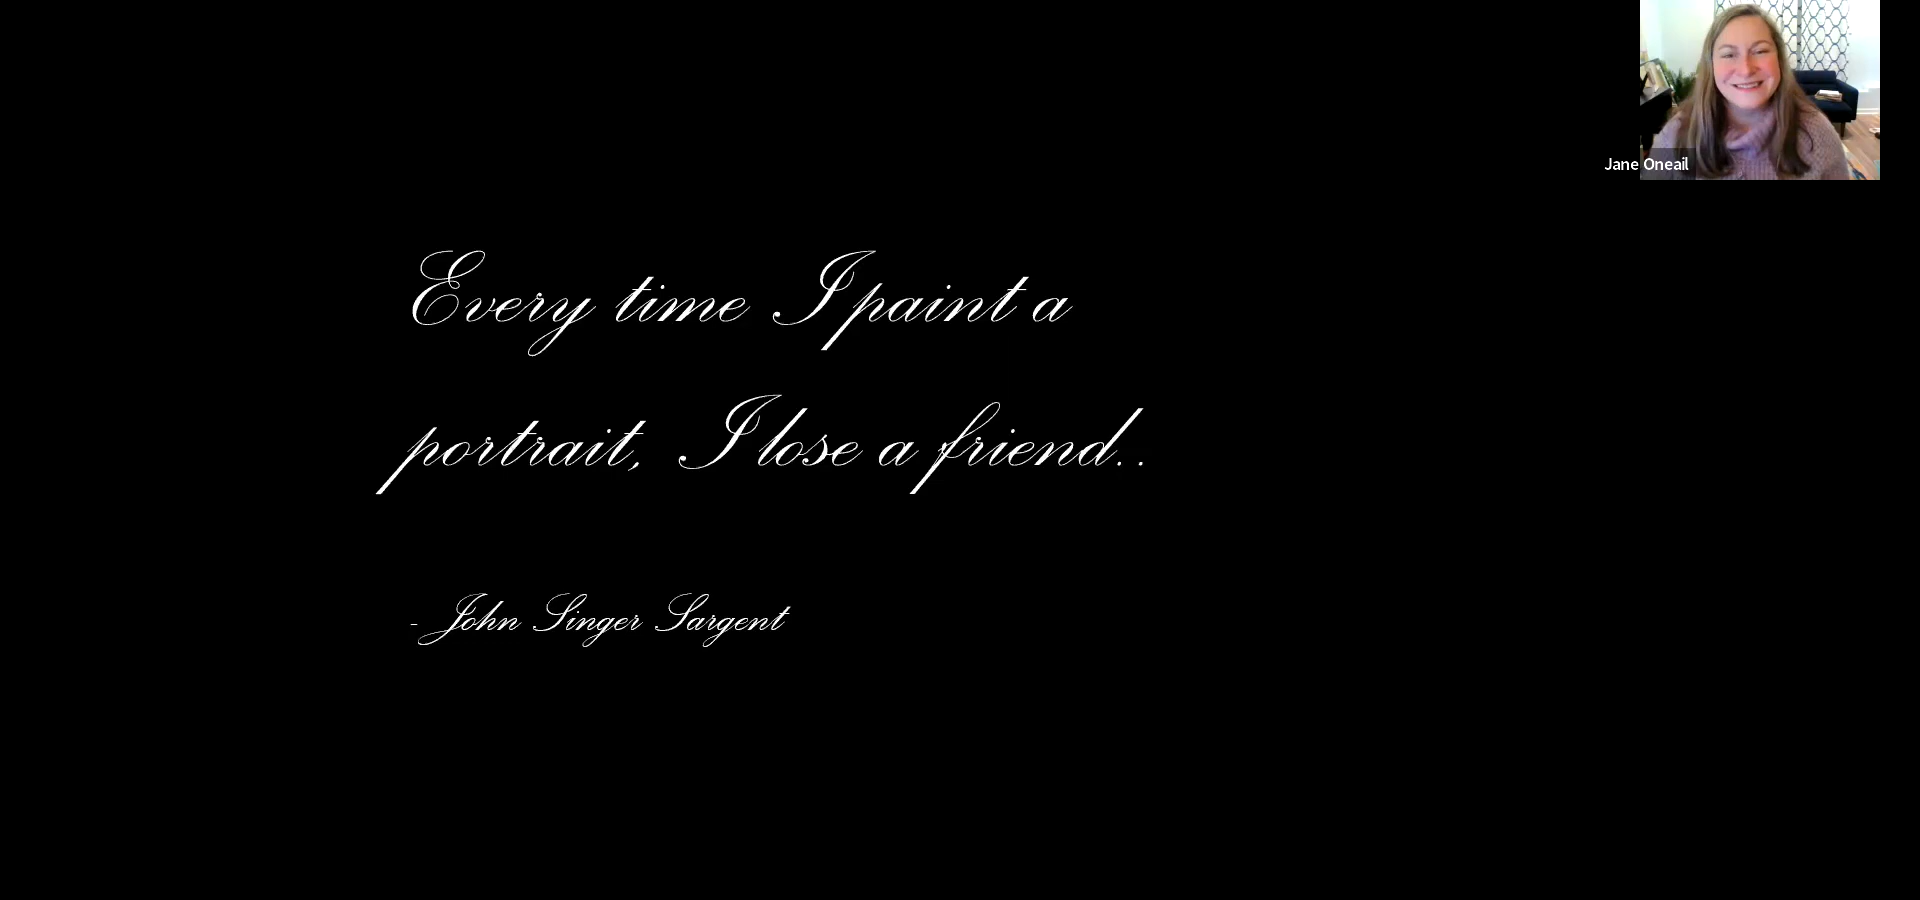 Jane Oneail
Every time I paint a
portrait, I lose a friend..
- John Singer Sargent